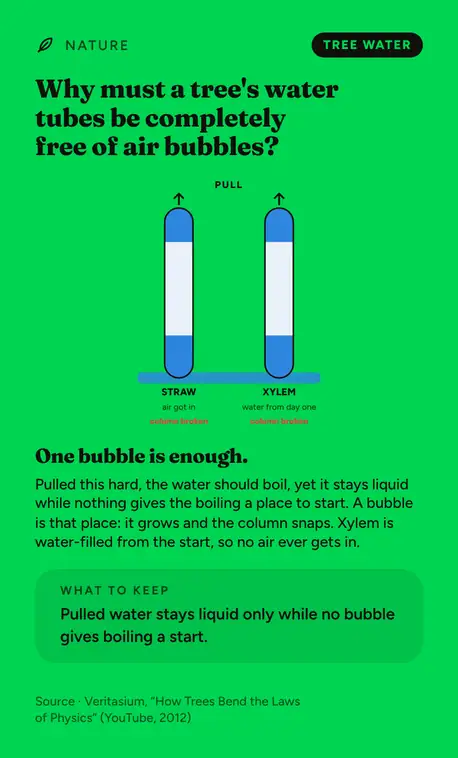 NATURE
TREE WATER
Why must a tree's water
tubes be completely
free of air bubbles?
PULL
STRAW
XYLEM
air got in
water from day one
column broken
column broken
One bubble is enough.
Pulled this hard, the water should boil, yet it stays liquid
while nothing gives the boiling a place to start. A bubble
is that place: it grows and the column snaps. Xylem is
water-filled from the start, so no air ever gets in.
WHAT TO KEEP
Pulled water stays liquid only while no bubble
gives boiling a start.
Source · Veritasium, “How Trees Bend the Laws
of Physics” (YouTube, 2012)